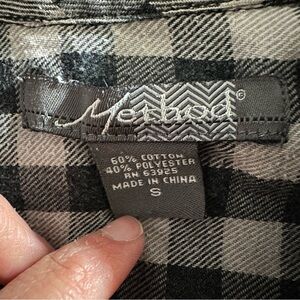 Method®
60% COTTON
40% POLYESTER
RN 63925
MADE IN CHINA
S